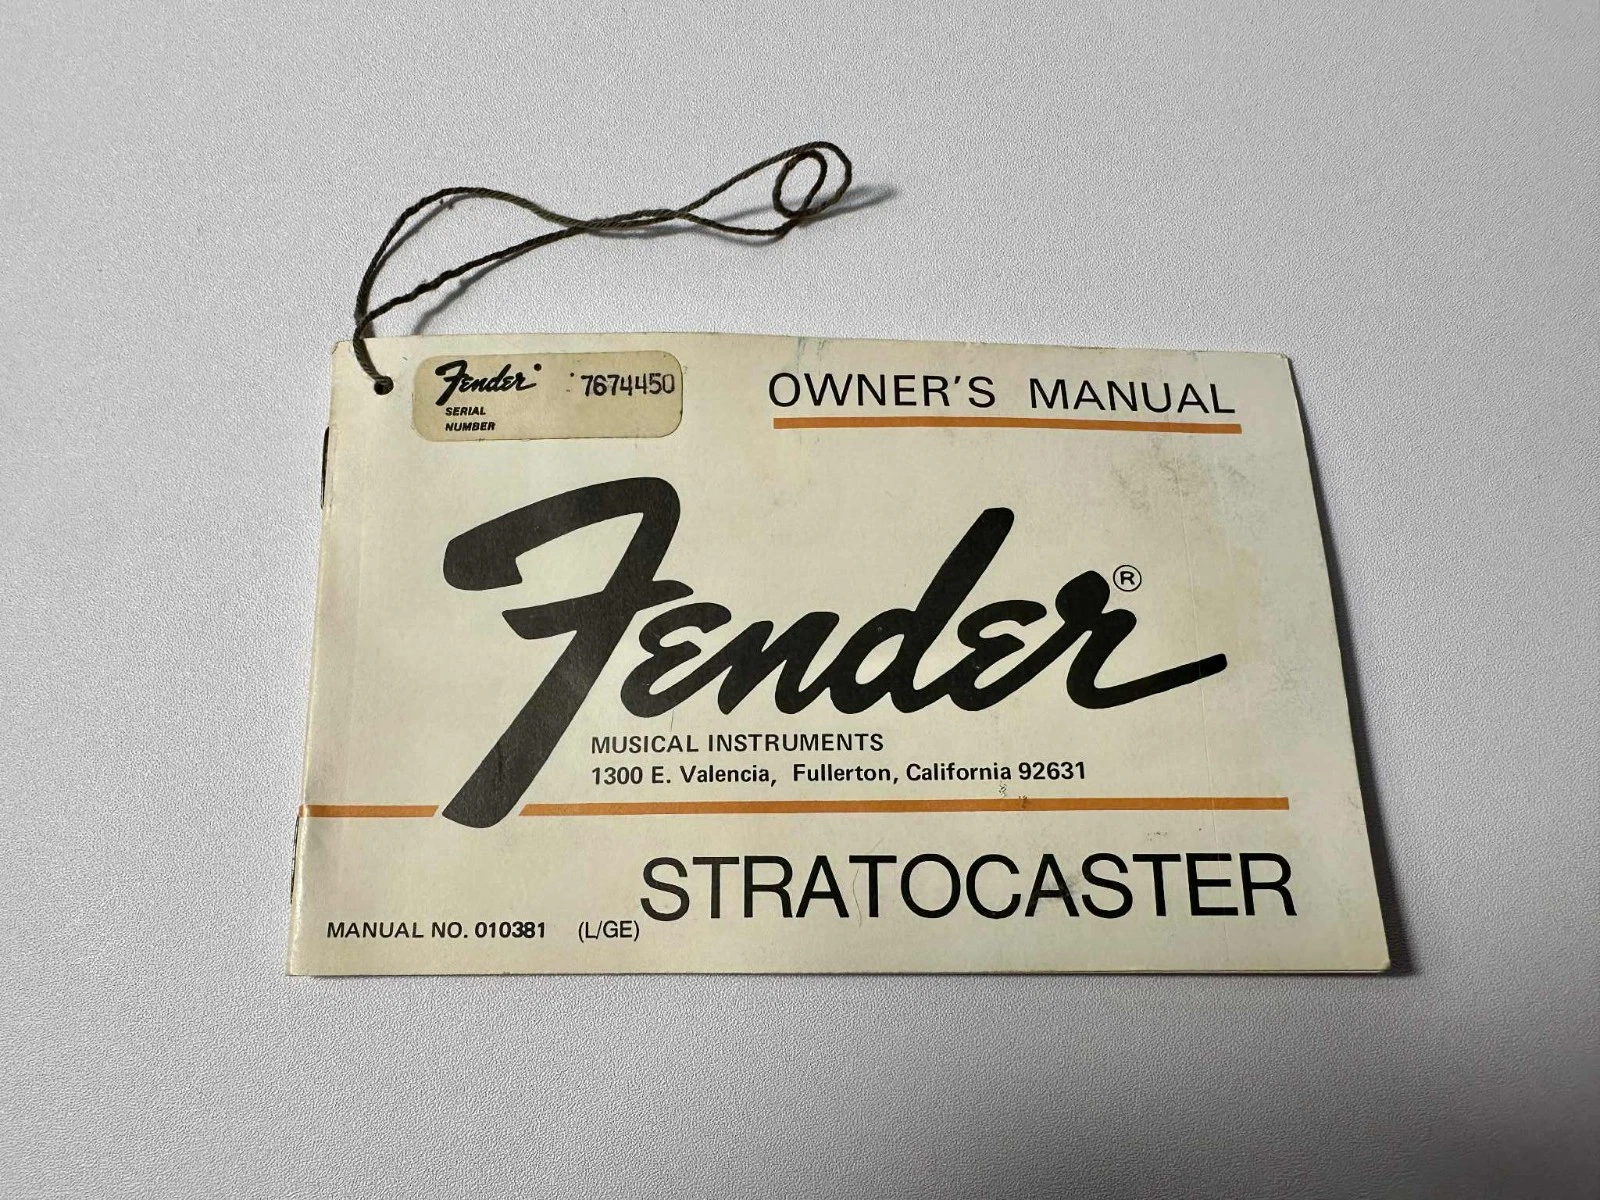 Fender 7674450
SERIAL
NUMBER
OWNER'S MANUAL
Fender®
MUSICAL INSTRUMENTS
1300 E. Valencia, Fullerton, California 92631
STRATOCASTER
MANUAL NO. 010381 (L/GE)